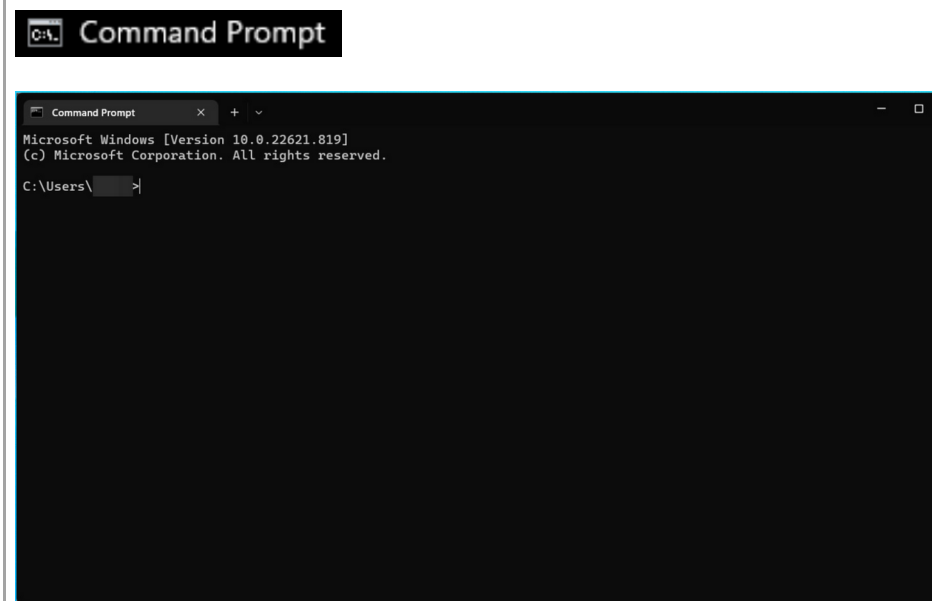 C:\. Command Prompt
Command Prompt
Microsoft Windows [Version 10.0.22621.819]
(c) Microsoft Corporation. All rights reserved.
C:\Users\ >